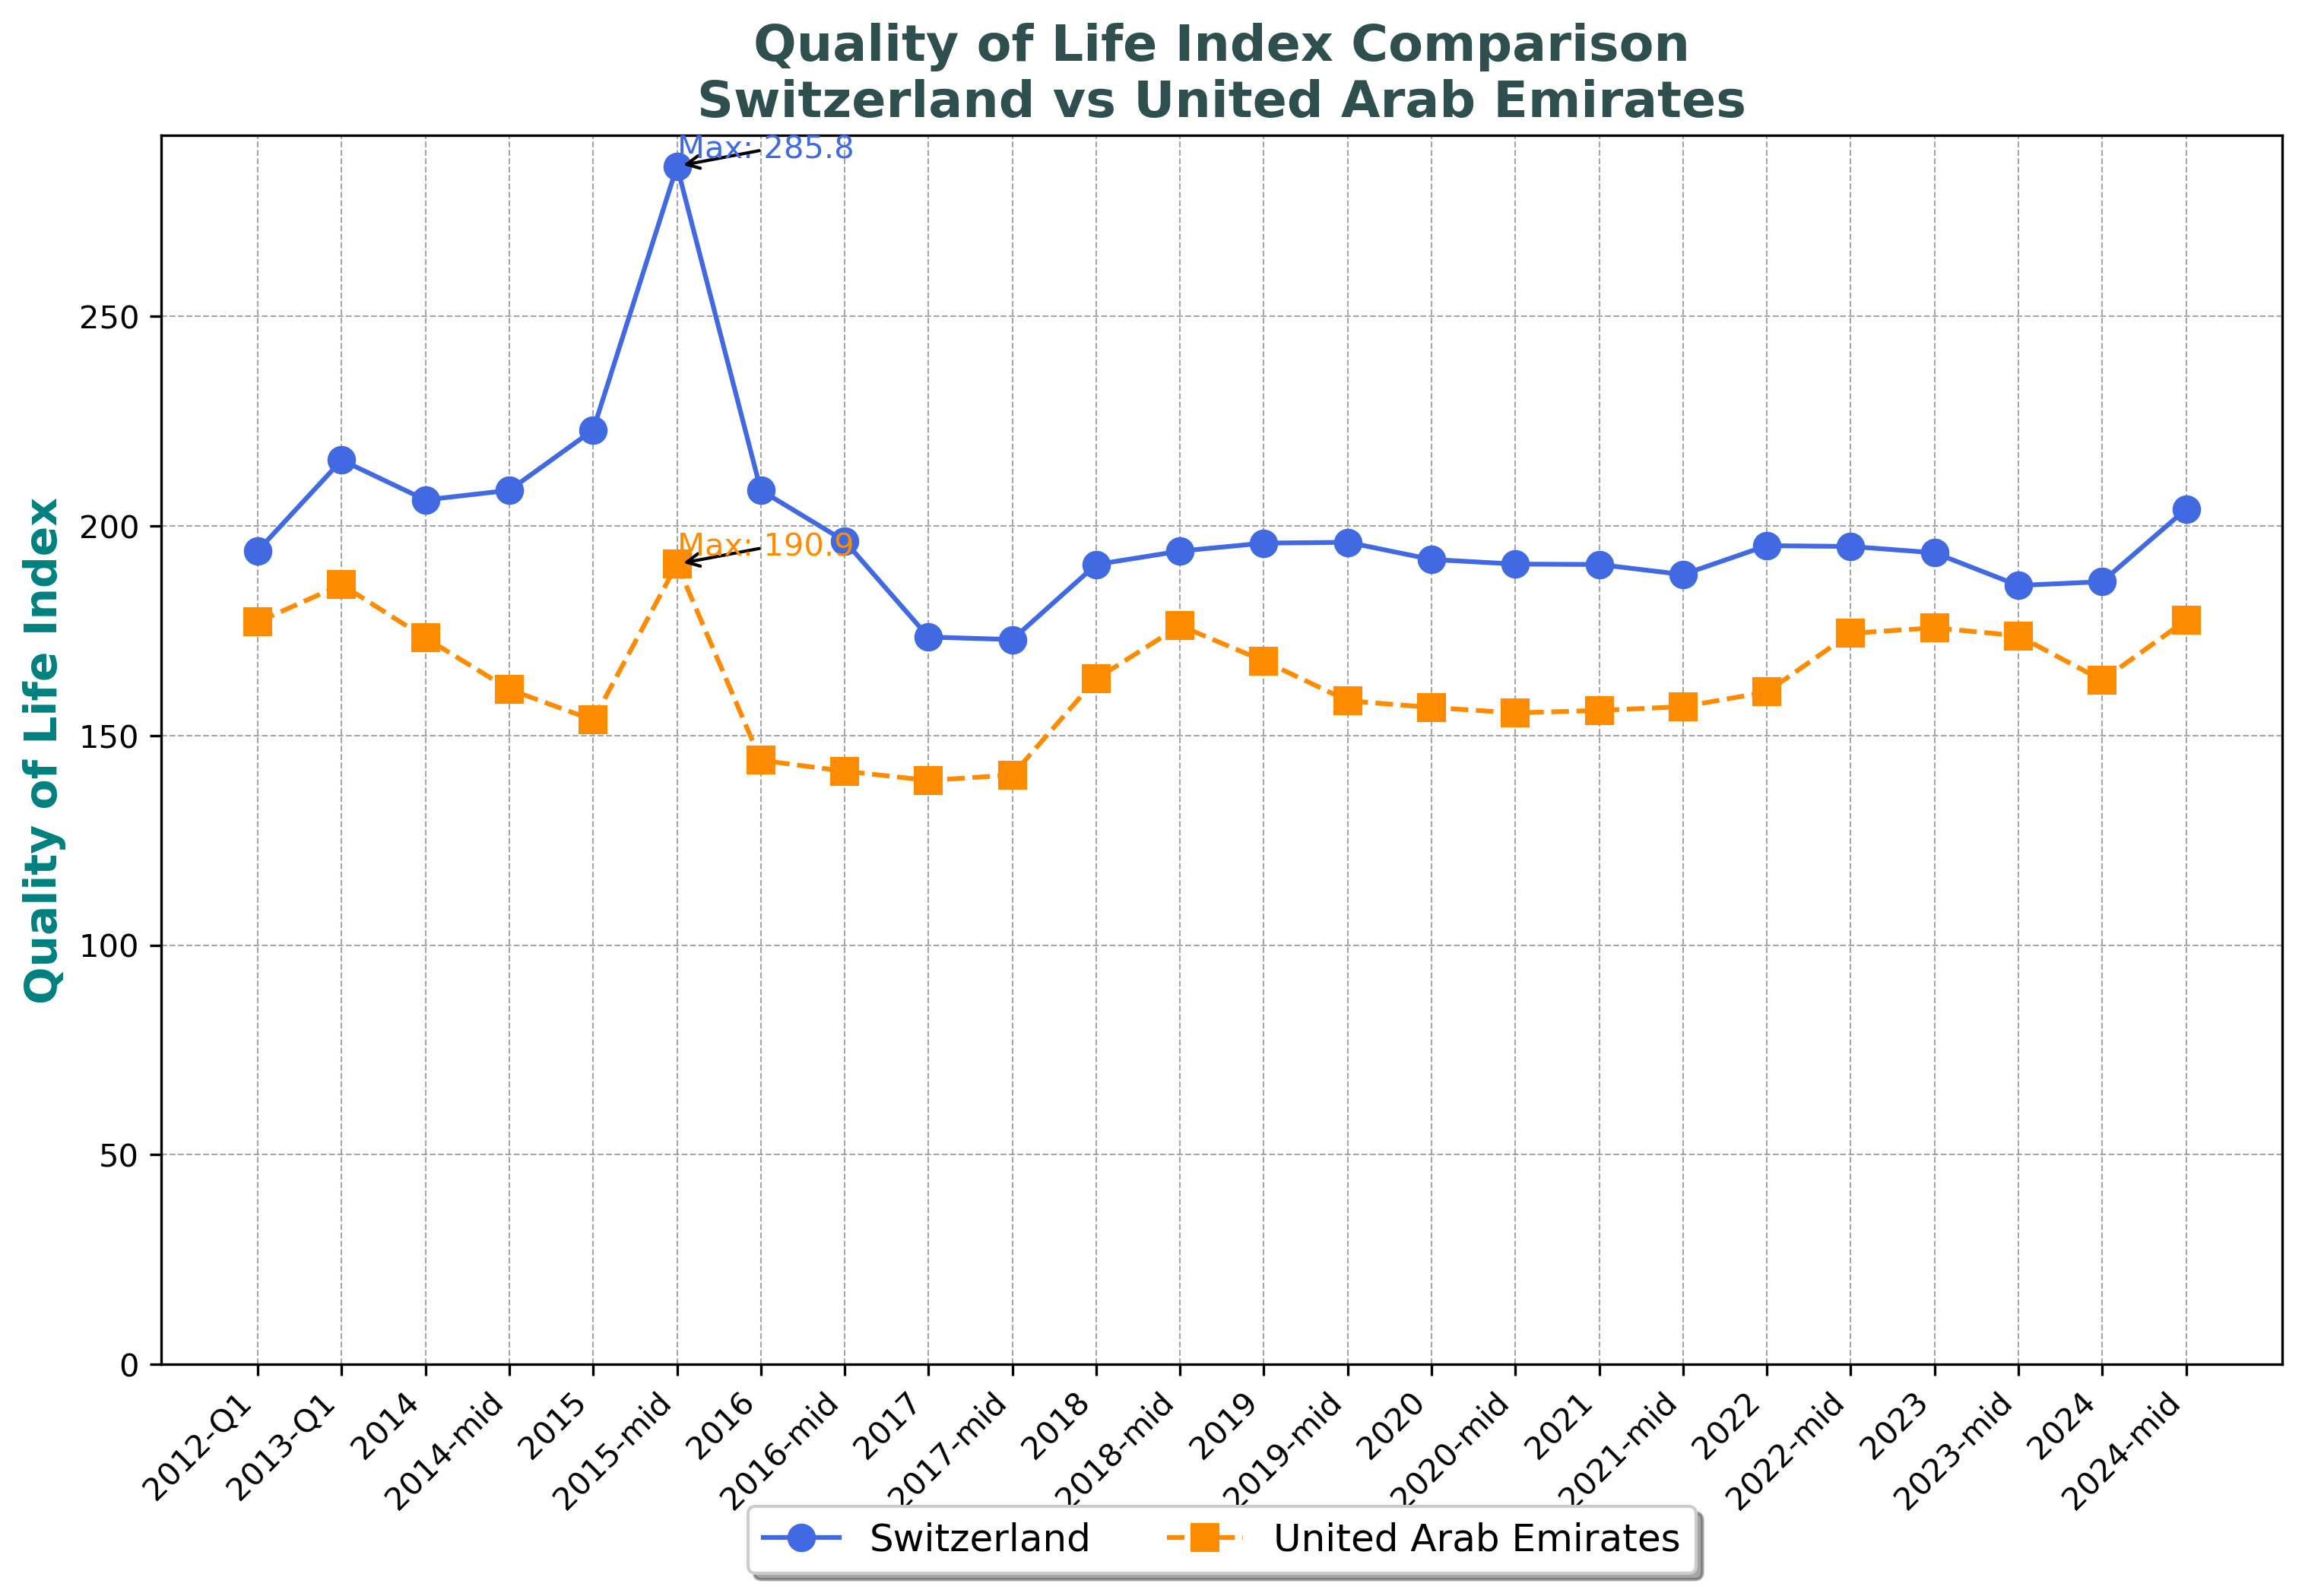 Quality of Life Index Comparison
Switzerland vs United Arab Emirates
Max: 285.8
Max: 190.9
Quality of Life Index
250
200
150
100
50
0
2012-Q1
2013-Q1
2014
2014-mid
2015
2015-mid
2016
2016-mid
2017
2017-mid
2018
2018-mid
2019
2019-mid
2020
2020-mid
2021
2021-mid
2022
2022-mid
2023
2023-mid
2024
2024-mid
Switzerland
United Arab Emirates